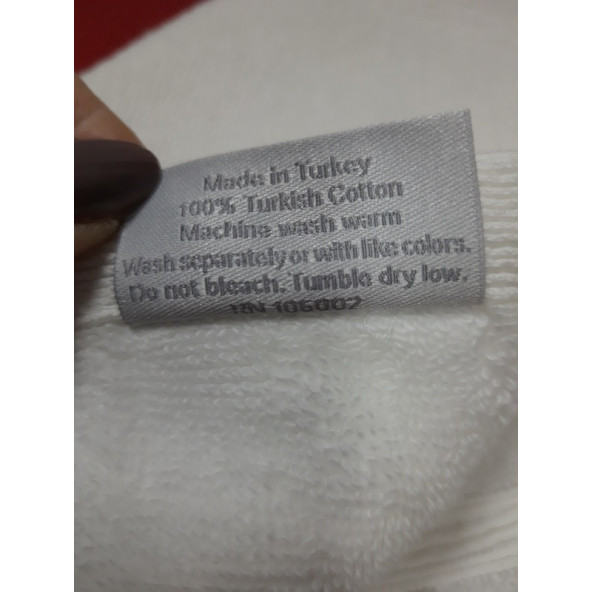 Made in Turkey
100% Turkish Cotton
Machine wash warm
Wash separately or with like colors.
Do not bleach. Tumble dry low.
RN 106002